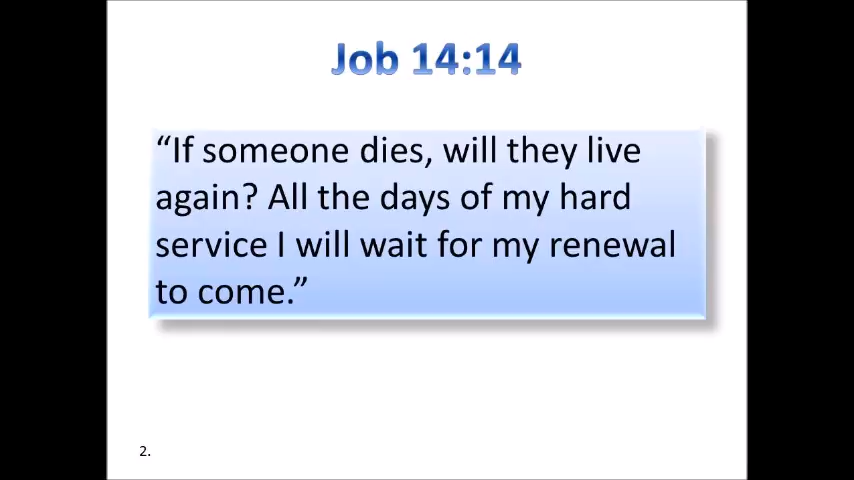 Job 14:14
“If someone dies, will they live
again? All the days of my hard
service I will wait for my renewal
to come.”
2.